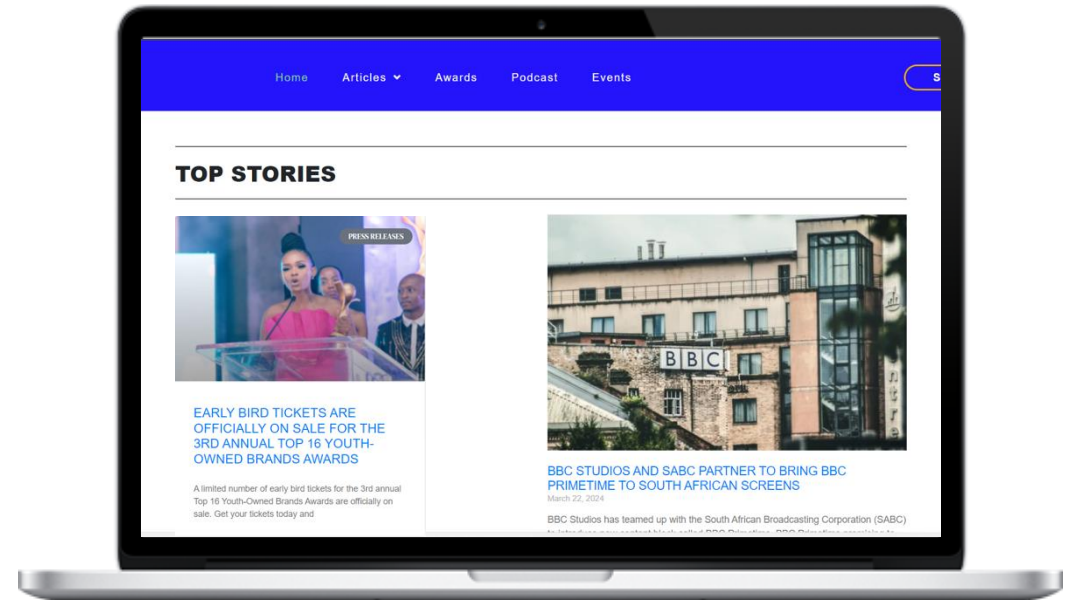 Home Articles Awards Podcast Events S
TOP STORIES
PRESS RELEASES
EARLY BIRD TICKETS ARE
OFFICIALLY ON SALE FOR THE
3RD ANNUAL TOP 16 YOUTH-
OWNED BRANDS AWARDS
A limited number of early bird tickets for the 3rd annual
Top 16 Youth-Owned Brands Awards are officially on
sale. Get your tickets today and
BBC
BBC STUDIOS AND SABC PARTNER TO BRING BBC
PRIMETIME TO SOUTH AFRICAN SCREENS
March 22, 2024
BBC Studios has teamed up with the South African Broadcasting Corporation (SABC)